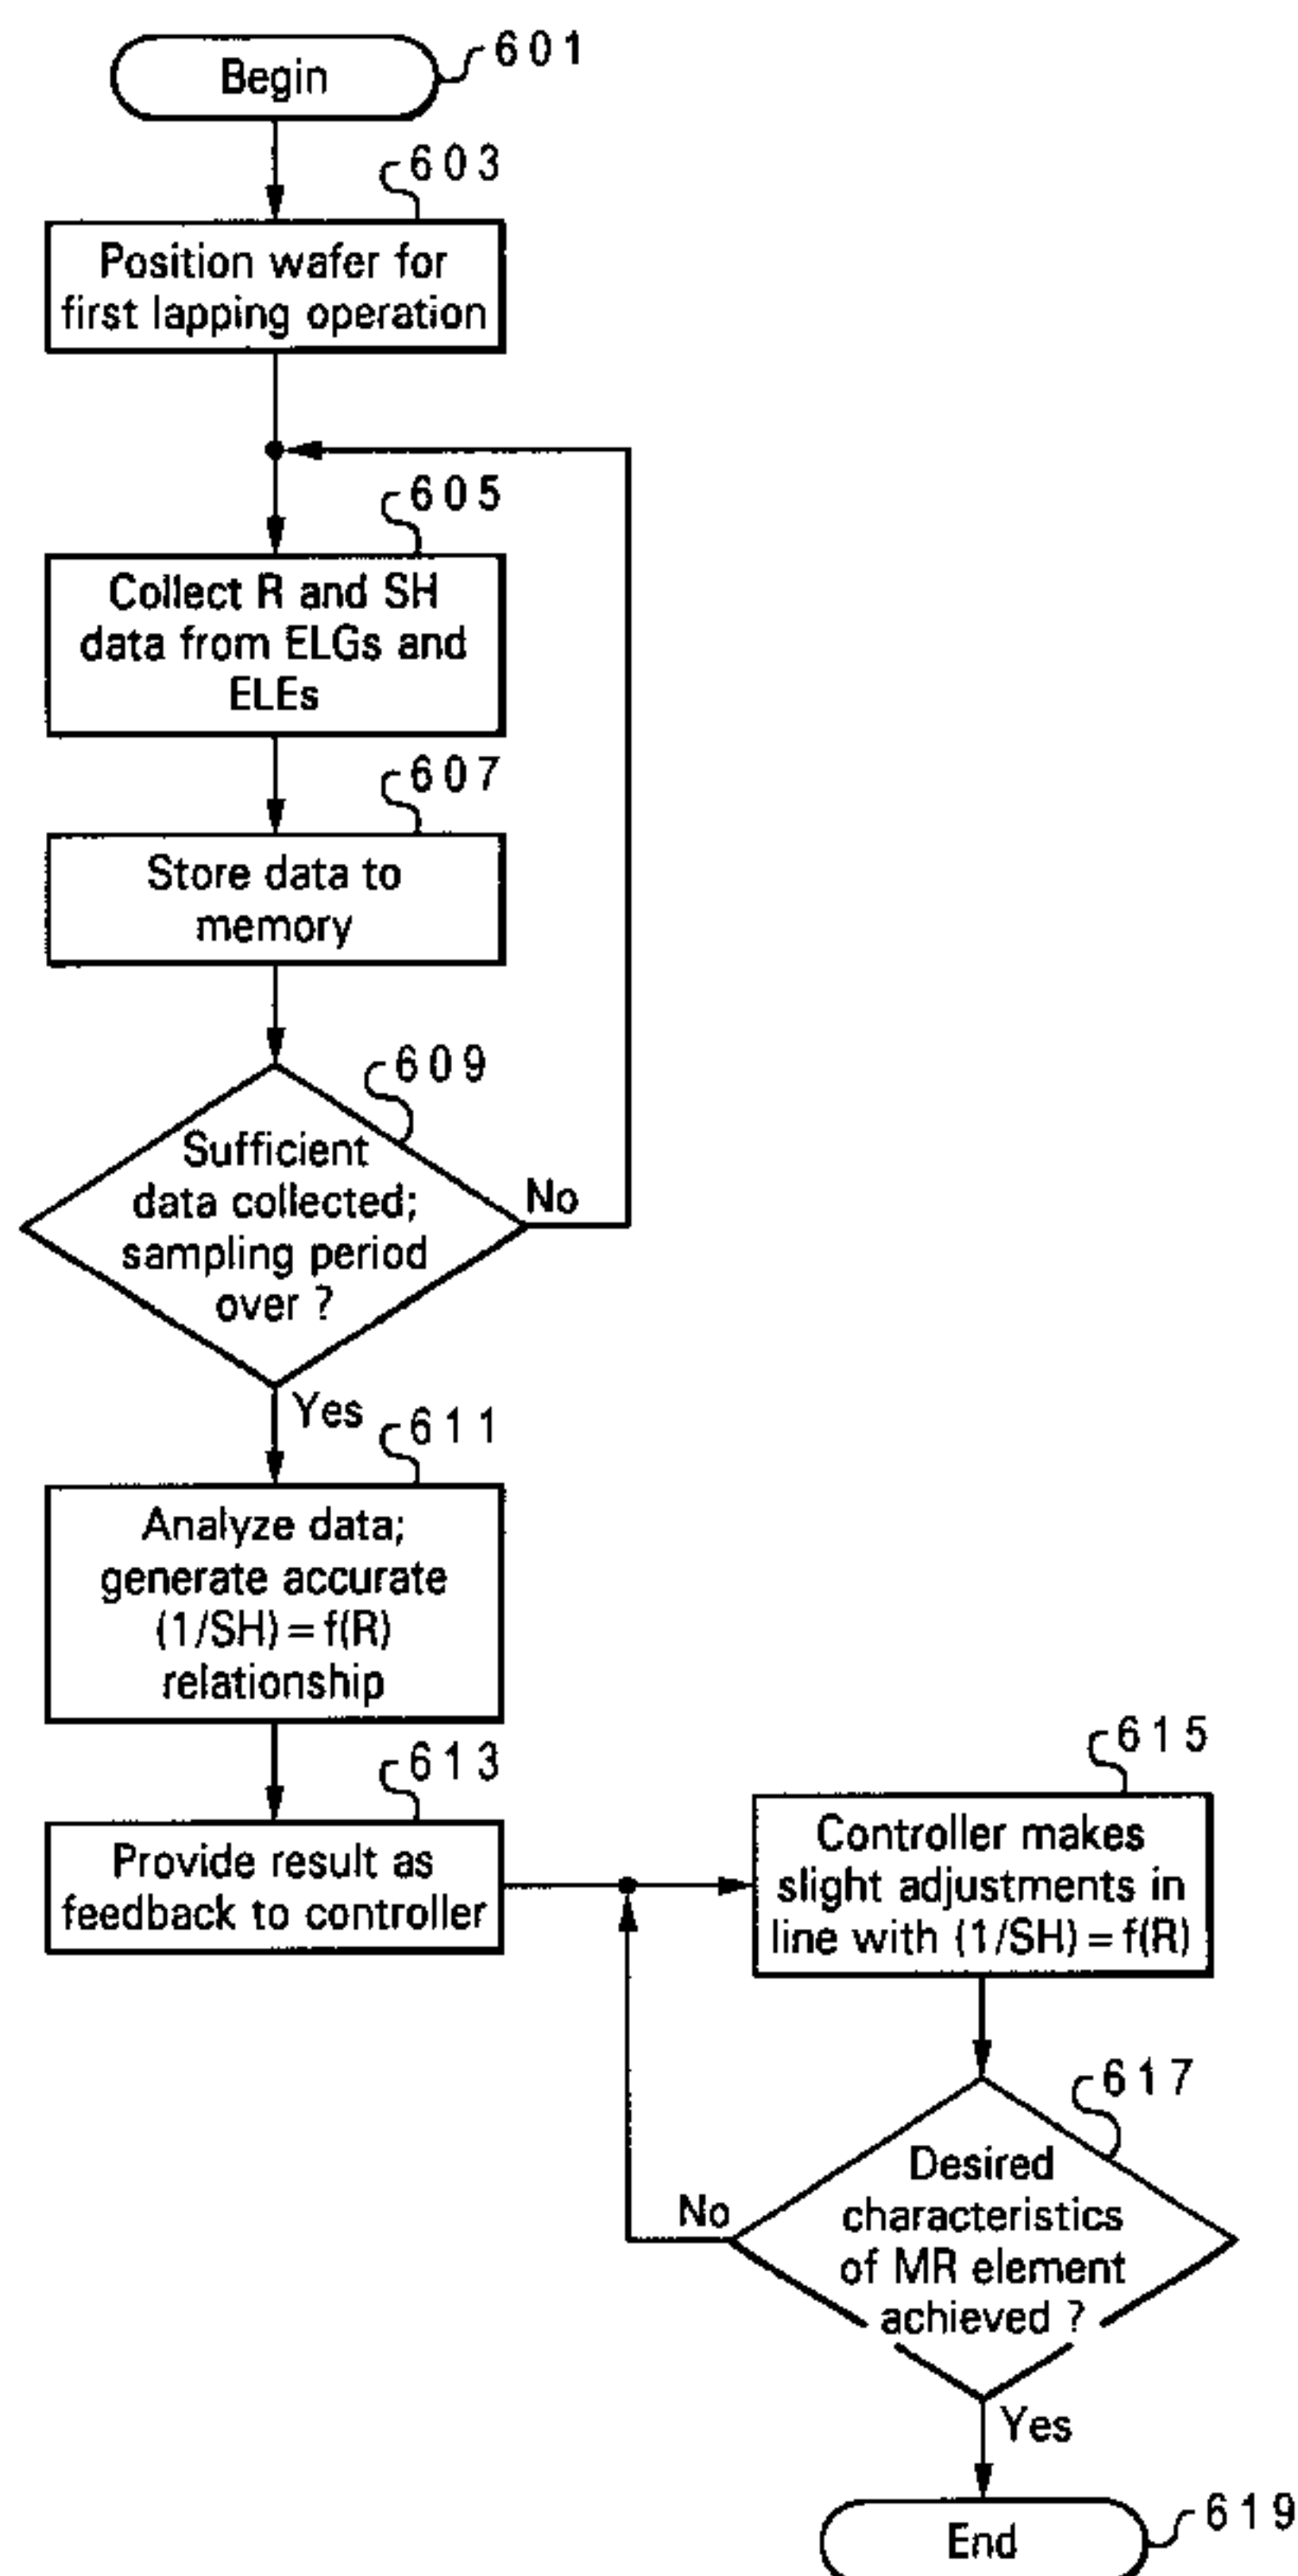 Begin
601
603
Position wafer for
first lapping operation
605
Collect R and SH
data from ELGs and
ELEs
607
Store data to
memory
609
Sufficient
data collected;
sampling period
over ?
No
Yes
611
Analyze data;
generate accurate
(1/SH) = f(R)
relationship
613
Provide result as
feedback to controller
615
Controller makes
slight adjustments in
line with (1/SH) = f(R)
617
Desired
characteristics
of MR element
achieved ?
No
Yes
End
619